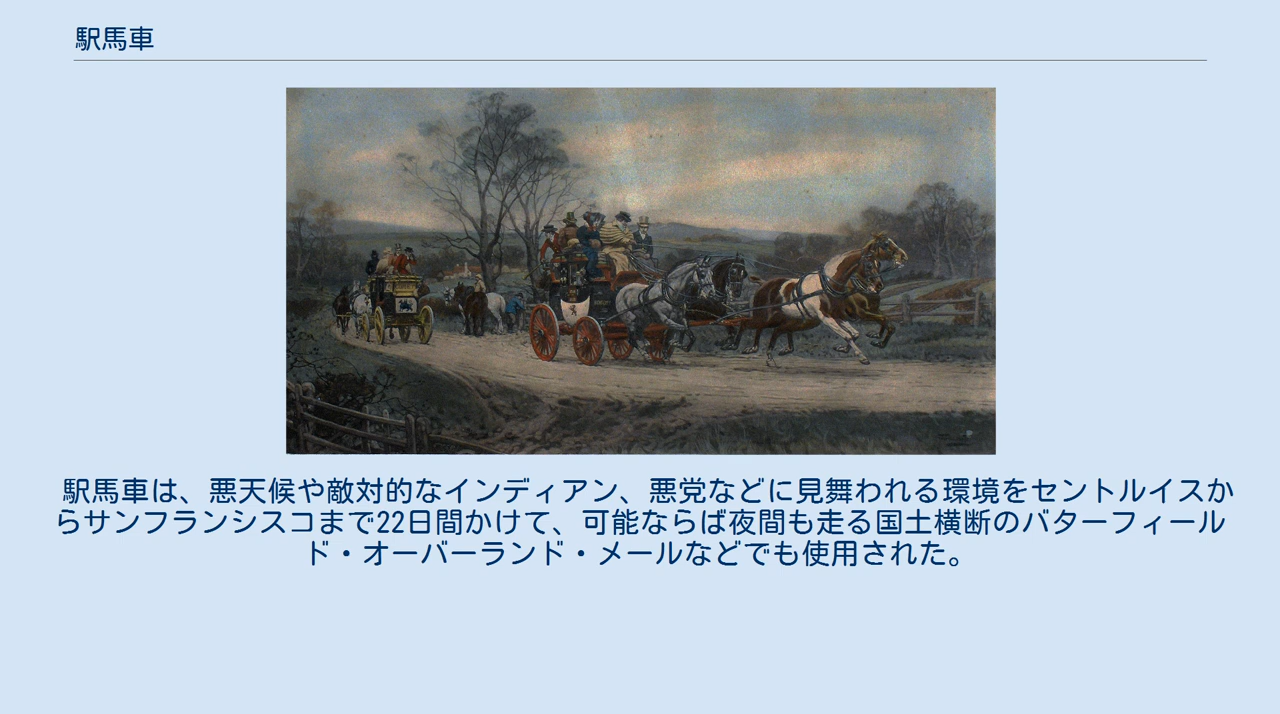 駅馬車
駅馬車は、悪天候や敵対的なインディアン、悪党などに見舞われる環境をセントルイスか
らサンフランシスコまで22日間かけて、可能ならば夜間も走る国土横断のバターフィール
ド・オーバーランド・メールなどでも使用された。